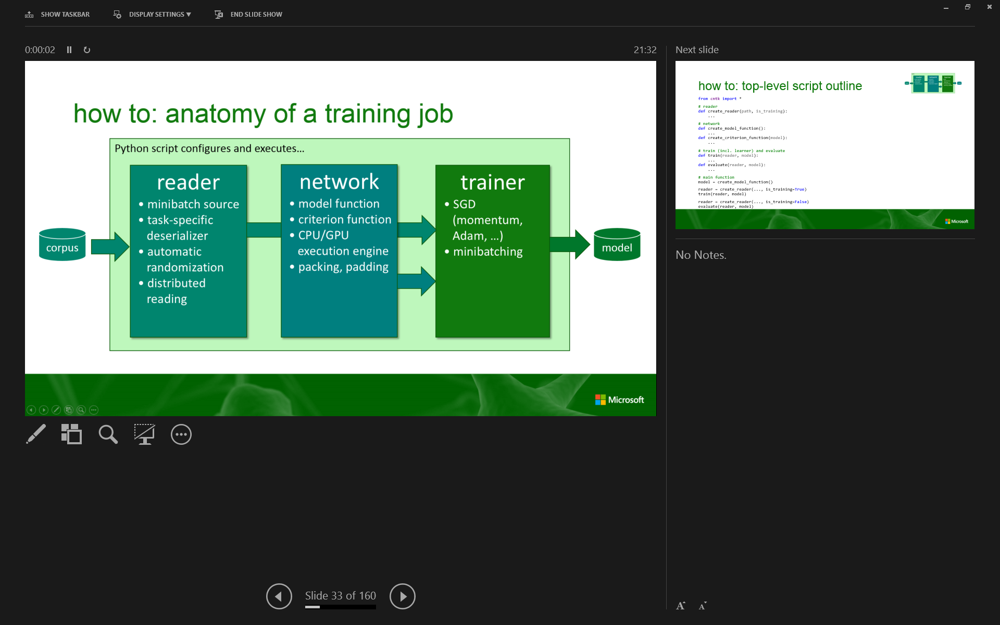 SHOW TASKBAR
DISPLAY SETTINGS
END SLIDE SHOW
0:00:02
21:32
how to: anatomy of a training job
Python script configures and executes...
corpus
reader
• minibatch source
• task-specific
deserializer
• automatic
randomization
• distributed
reading
network
• model function
• criterion function
• CPU/GPU
execution engine
• packing, padding
trainer
• SGD
(momentum,
Adam, ...)
• minibatching
model
Microsoft
Slide 33 of 160
Next slide
how to: top-level script outline
from cntk import *
# reader
def create_reader(path, is_training):
...
# network
def create_model_function():
...
def create_criterion_function(model):
...
# train (incl. learner) and evaluate
def train(reader, model):
...
def evaluate(reader, model):
...
# main function
model = create_model_function()
reader = create_reader(..., is_training=True)
train(reader, model)
reader = create_reader(..., is_training=False)
evaluate(reader, model)
Microsoft
No Notes.
A A